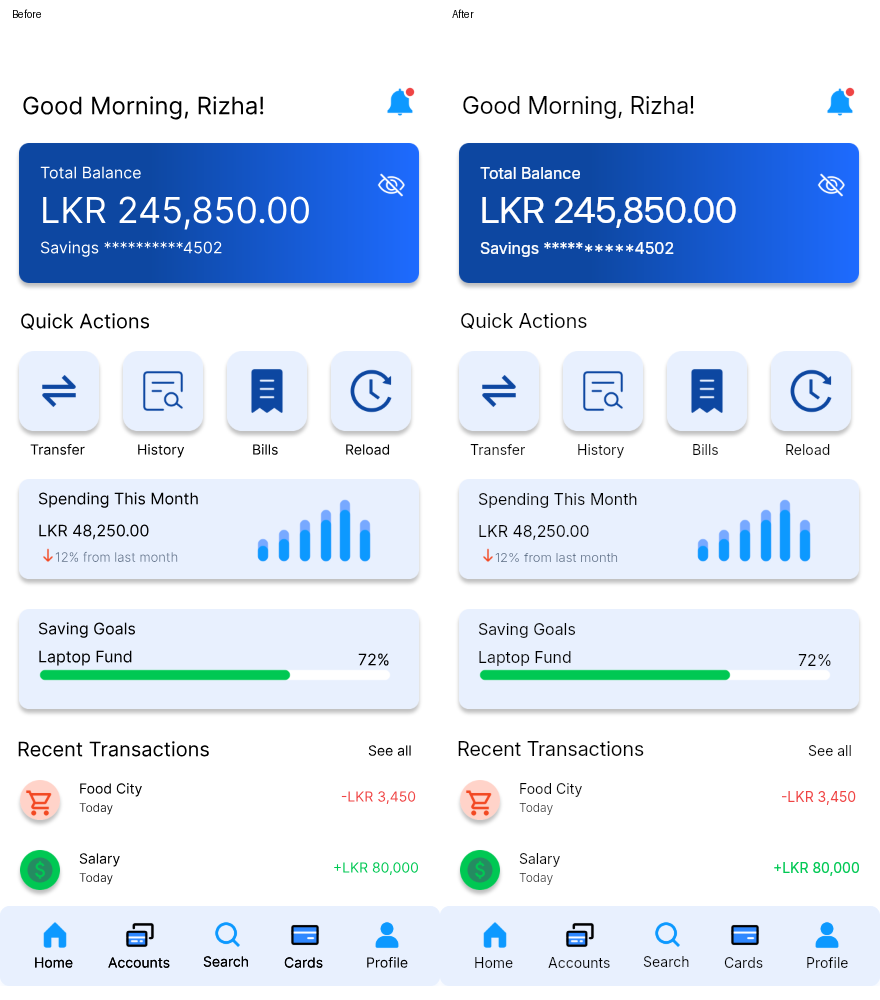 Before
Good Morning, Rizha!
Total Balance
LKR 245,850.00
Savings **********4502
Quick Actions
Transfer History Bills Reload
Spending This Month
LKR 48,250.00
12% from last month
Saving Goals
Laptop Fund 72%
Recent Transactions See all
Food City
Today
-LKR 3,450
Salary
Today
+LKR 80,000
Home Accounts Search Cards Profile
After
Good Morning, Rizha!
Total Balance
LKR 245,850.00
Savings **********4502
Quick Actions
Transfer History Bills Reload
Spending This Month
LKR 48,250.00
12% from last month
Saving Goals
Laptop Fund 72%
Recent Transactions See all
Food City
Today
-LKR 3,450
Salary
Today
+LKR 80,000
Home Accounts Search Cards Profile